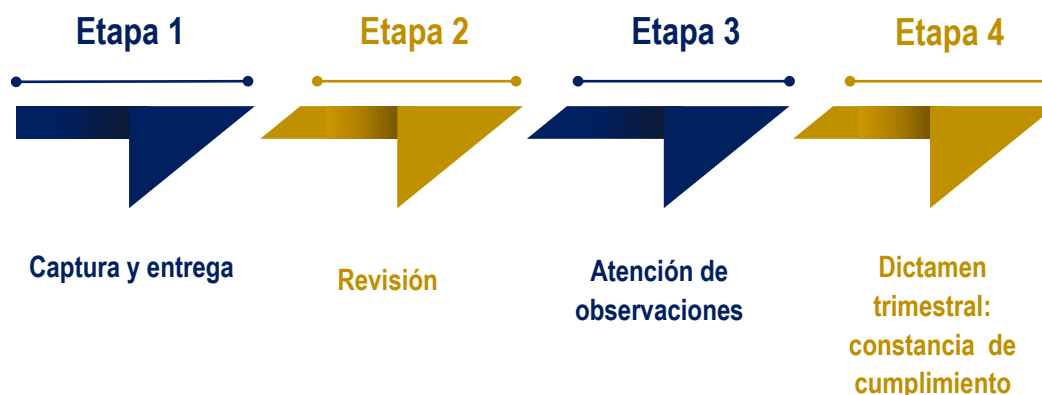 Etapa 1
Captura y entrega
Etapa 2
Revisión
Etapa 3
Atención de
observaciones
Etapa 4
Dictamen
trimestral:
constancia de
cumplimiento